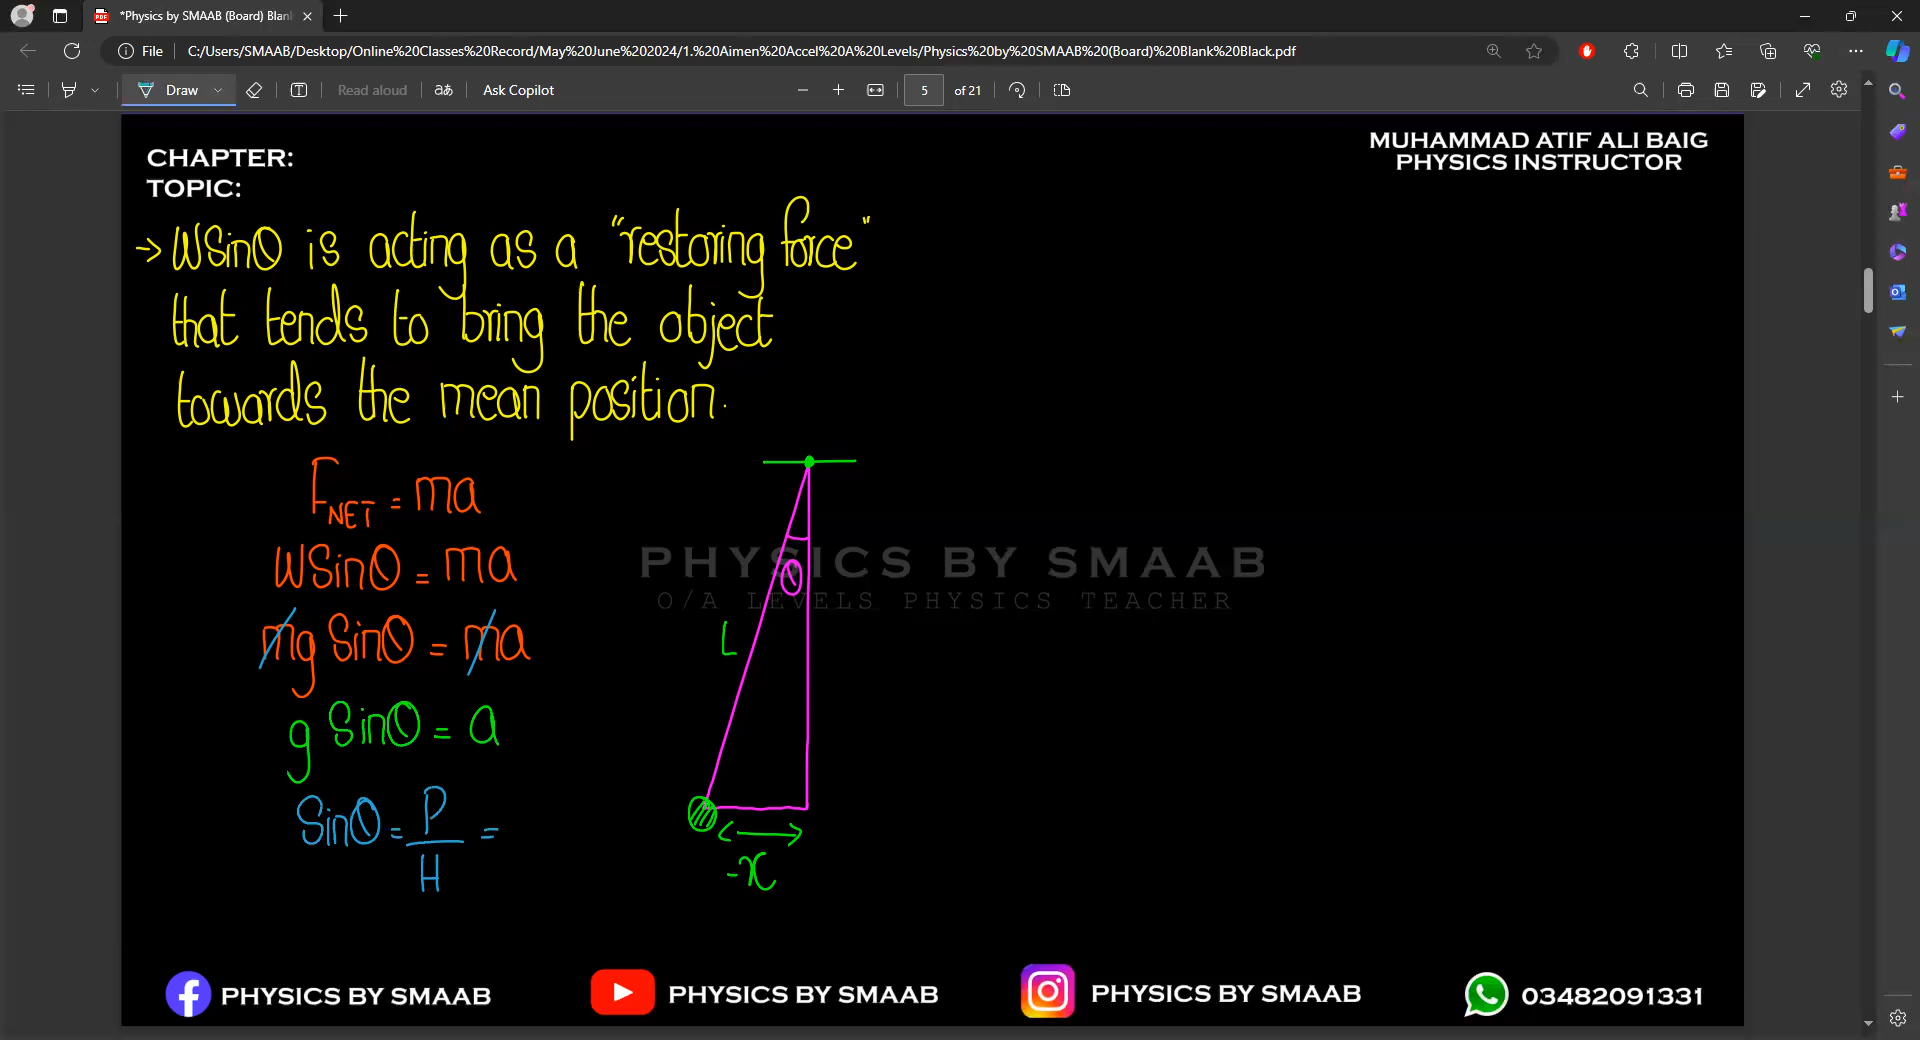 *Physics by SMAAB (Board) Blan
File
C:/Users/SMAAB/Desktop/Online%20Classes%20Record/May%20June%202024/1.%20Aimen%20Accel%20A%20Levels/Physics%20by%20SMAAB%20(Board)%20Blank%20Black.pdf
Draw
Read aloud
aあ
Ask Copilot
5 of 21
CHAPTER:
TOPIC:
MUHAMMAD ATIF ALI BAIG
PHYSICS INSTRUCTOR
→ WSinθ is acting as a "restoring force"
that tends to bring the object
towards the mean position.
F_NET = ma
WSinθ = ma
mg Sinθ = ma
g Sinθ = a
Sinθ = P/H =
θ
L
-x
PHYSICS BY SMAAB
O/A LEVELS PHYSICS TEACHER
PHYSICS BY SMAAB
PHYSICS BY SMAAB
PHYSICS BY SMAAB
03482091331